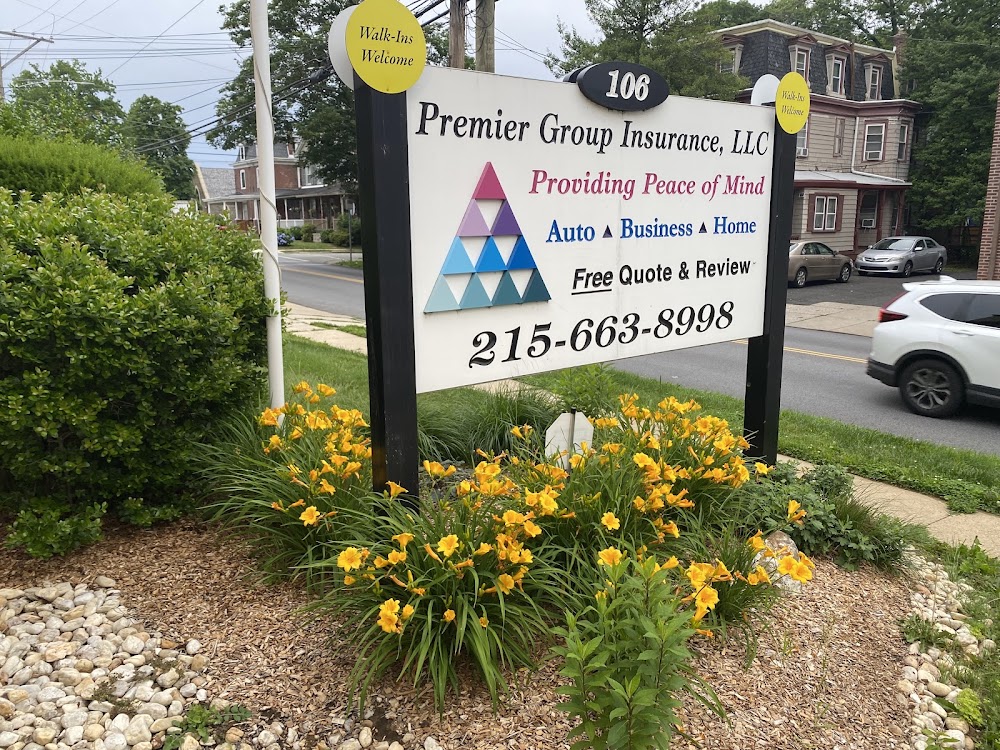 Walk-Ins
Welcome
106
Walk-Ins
Welcome
Premier Group Insurance, LLC
Providing Peace of Mind
Auto ▲ Business ▲ Home
Free Quote & Review
215-663-8998